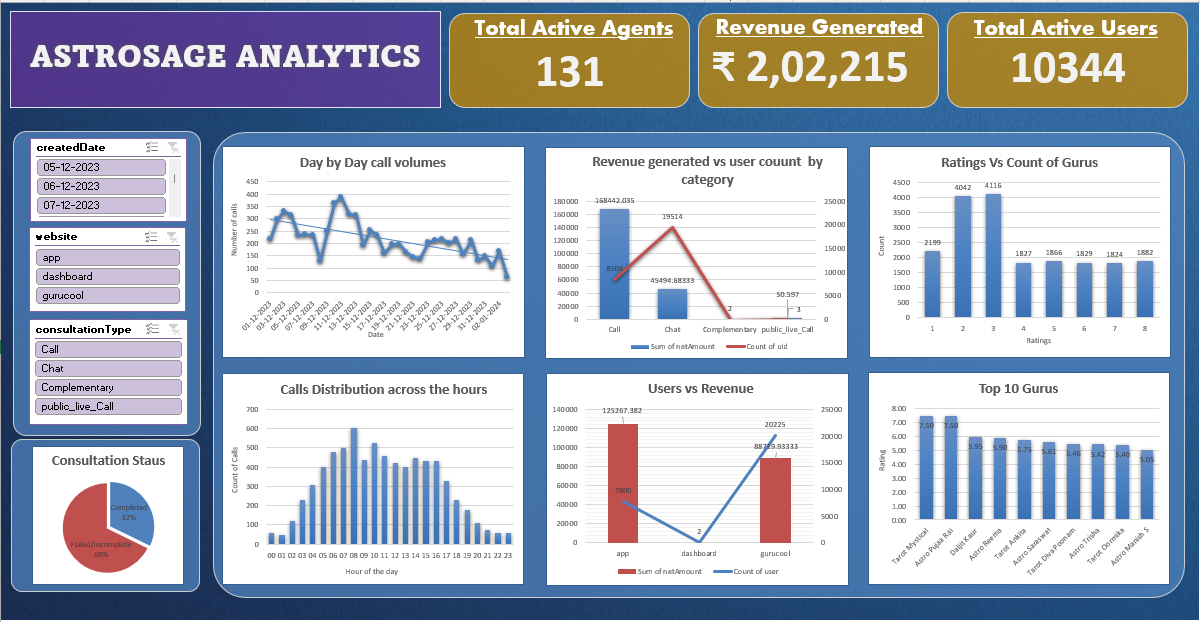 ASTROSAGE ANALYTICS
Total Active Agents
131
Revenue Generated
₹ 2,02,215
Total Active Users
10344
createdDate
05-12-2023
06-12-2023
07-12-2023
website
app
dashboard
gurucool
consultationType
Call
Chat
Complementary
public_live_Call
Consultation Staus
Completed
32%
Failed/Incomplete
68%
Day by Day call volumes
Number of calls
450
400
350
300
250
200
150
100
50
0
01-12-2023
03-12-2023
05-12-2023
07-12-2023
09-12-2023
11-12-2023
13-12-2023
15-12-2023
17-12-2023
19-12-2023
21-12-2023
23-12-2023
25-12-2023
27-12-2023
29-12-2023
31-12-2023
02-01-2024
Date
Revenue generated vs user couunt by
category
180000
160000
140000
120000
100000
80000
60000
40000
20000
0
168442.035
19514
8508
45494.68333
2
50.597
3
25000
20000
15000
10000
5000
0
Call Chat Complementary public_live_Call
Sum of netAmount Count of uid
Ratings Vs Count of Gurus
Count
4500
4000
3500
3000
2500
2000
1500
1000
500
0
2199 4042 4116 1827 1866 1829 1824 1882
1 2 3 4 5 6 7 8
Ratings
Calls Distribution across the hours
Count of Calls
700
600
500
400
300
200
100
0
00 01 02 03 04 05 06 07 08 09 10 11 12 13 14 15 16 17 18 19 20 21 22 23
Hour of the day
Users vs Revenue
140000
120000
100000
80000
60000
40000
20000
0
125267.382
7800
2
20225
88719.93333
25000
20000
15000
10000
5000
0
app dashboard gurucool
Sum of netAmount Count of user
Top 10 Gurus
Rating
8.00
7.00
6.00
5.00
4.00
3.00
2.00
1.00
0.00
7.50 7.50 5.95 5.90 5.75 5.61 5.46 5.42 5.40 5.05
Tarot Mystical
Astro Pujaa Rai
Daljit Kaur
Astro Reema
Tarot Ankita
Astro Saraswat
Tarot Diva Poonam
Astro Trisha
Tarot Oormika
Astro Manish S